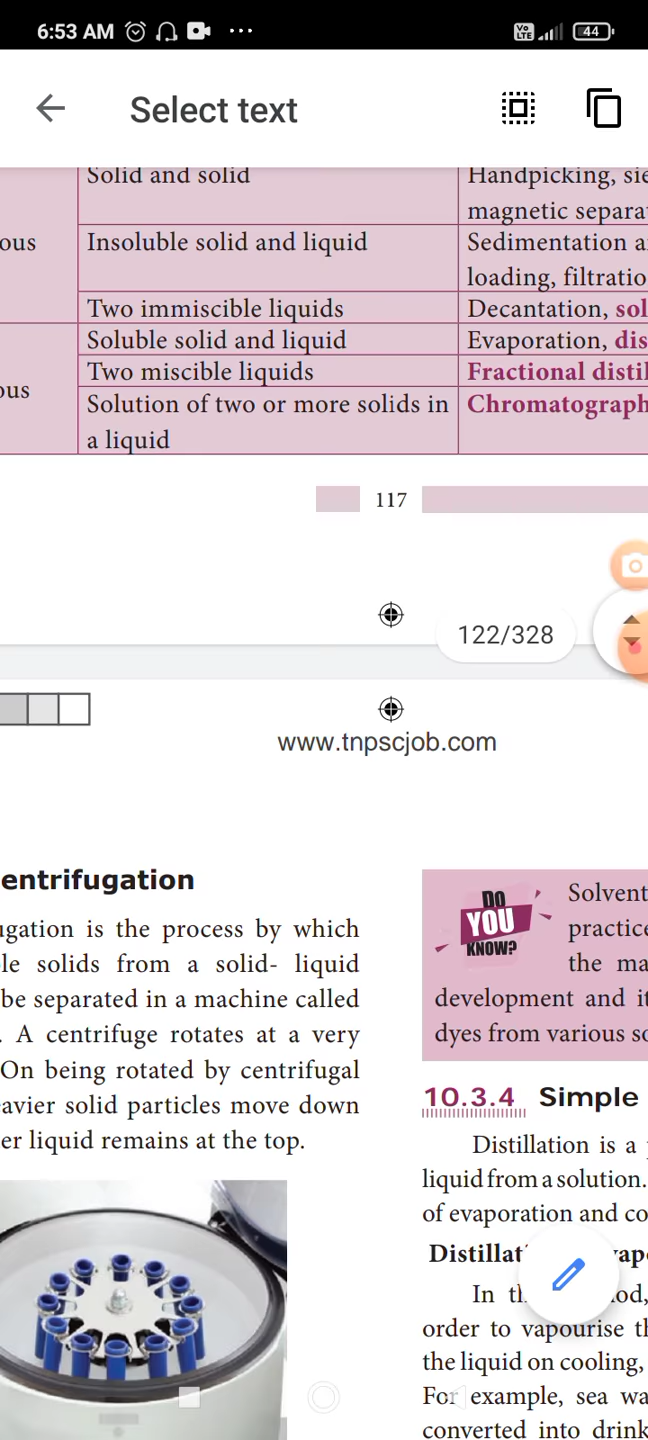 6:53 AM
Vo
LTE
44
Select text
Solid and solid
Handpicking, sie
magnetic separa
ous
Insoluble solid and liquid
Sedimentation a
loading, filtratio
Two immiscible liquids
Decantation, sol
Soluble solid and liquid
Evaporation, dis
Two miscible liquids
Fractional distil
ous
Solution of two or more solids in
a liquid
Chromatograph
117
122/328
www.tnpscjob.com
entrifugation
ugation is the process by which
le solids from a solid- liquid
be separated in a machine called
. A centrifuge rotates at a very
On being rotated by centrifugal
eavier solid particles move down
er liquid remains at the top.
DO
YOU
KNOW?
Solvent
practice
the ma
development and it
dyes from various so
10.3.4 Simple
Distillation is a
liquid from a solution.
of evaporation and co
Distillat
vapo
In th
od,
order to vapourise th
the liquid on cooling,
For example, sea wa
converted into drink